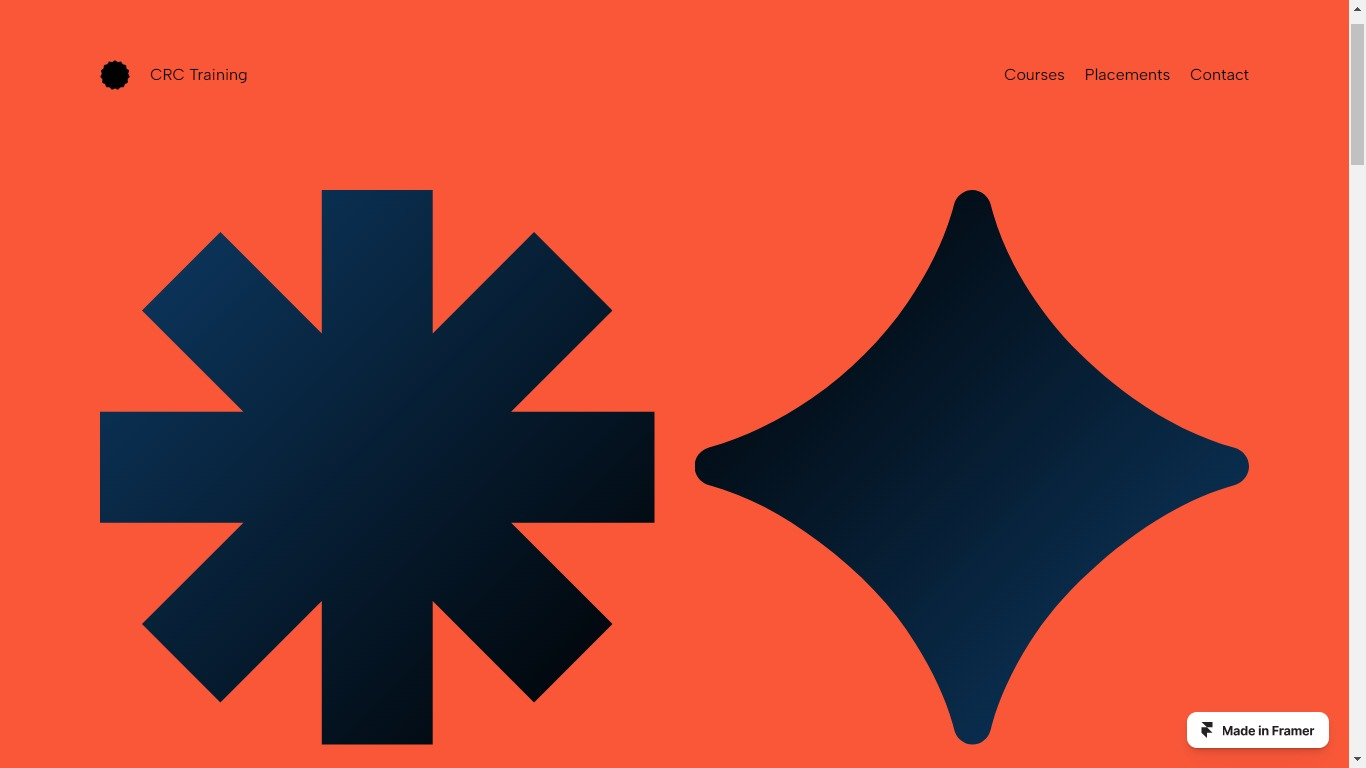 CRC Training
Courses Placements Contact
Made in Framer